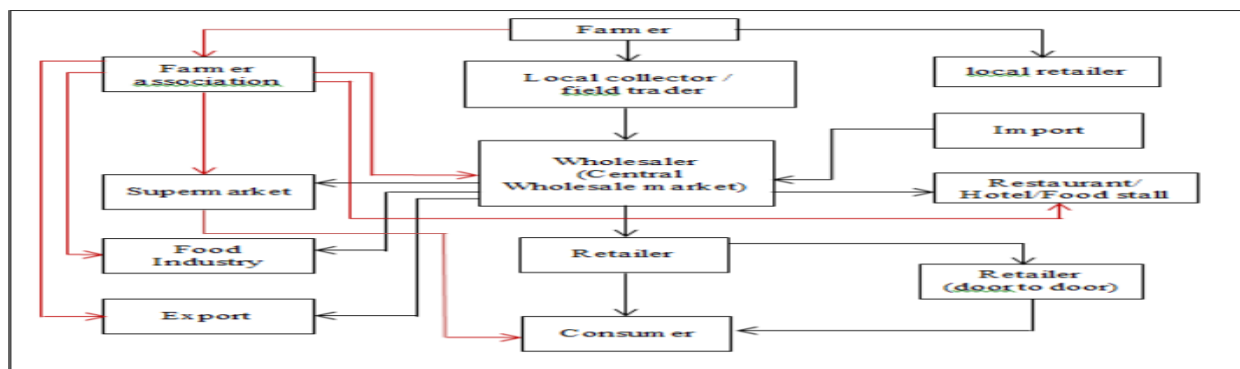 Farmer
Farmer
association
Local collector /
field trader
local retailer
Import
Wholesaler
(Central
Wholesale market)
Supermarket
Restaurant/
Hotel/Food stall
Food
Industry
Retailer
Retailer
(door to door)
Export
Consumer